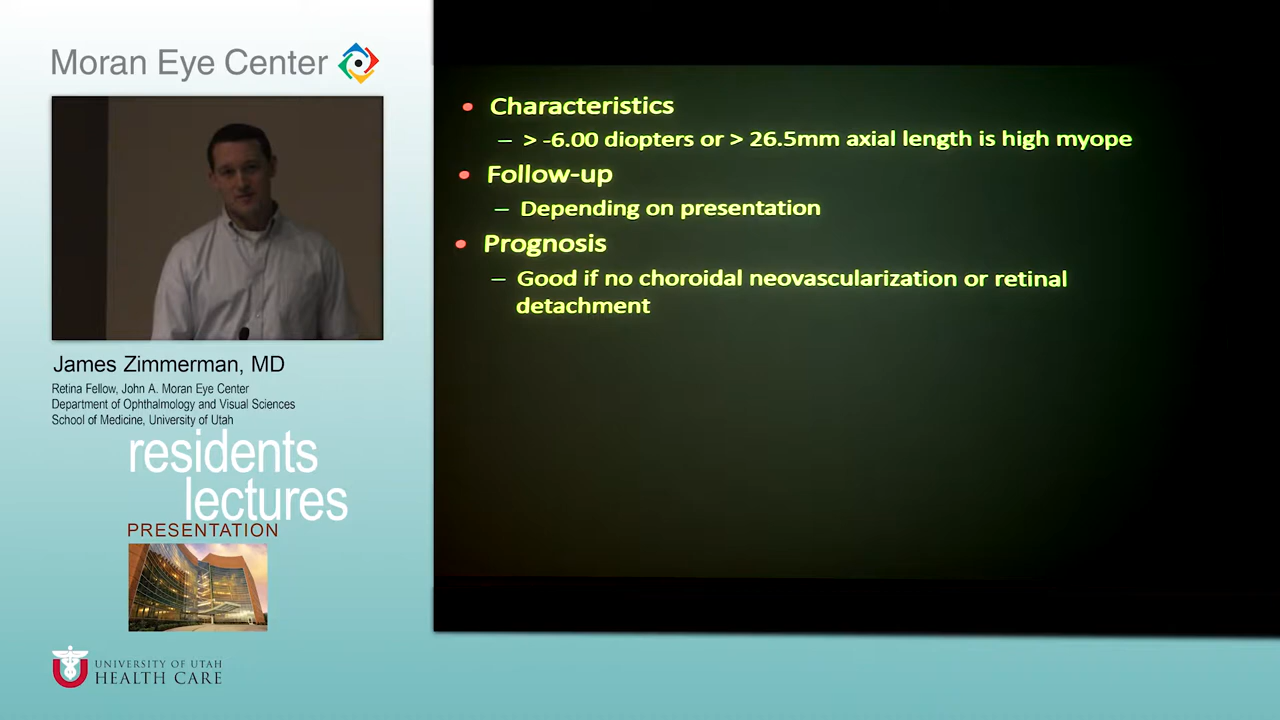 Moran Eye Center
James Zimmerman, MD
Retina Fellow, John A. Moran Eye Center
Department of Ophthalmology and Visual Sciences
School of Medicine, University of Utah
residents
lectures
PRESENTATION
UNIVERSITY OF UTAH
HEALTH CARE
• Characteristics
– > -6.00 diopters or > 26.5mm axial length is high myope
• Follow-up
– Depending on presentation
• Prognosis
– Good if no choroidal neovascularization or retinal
detachment